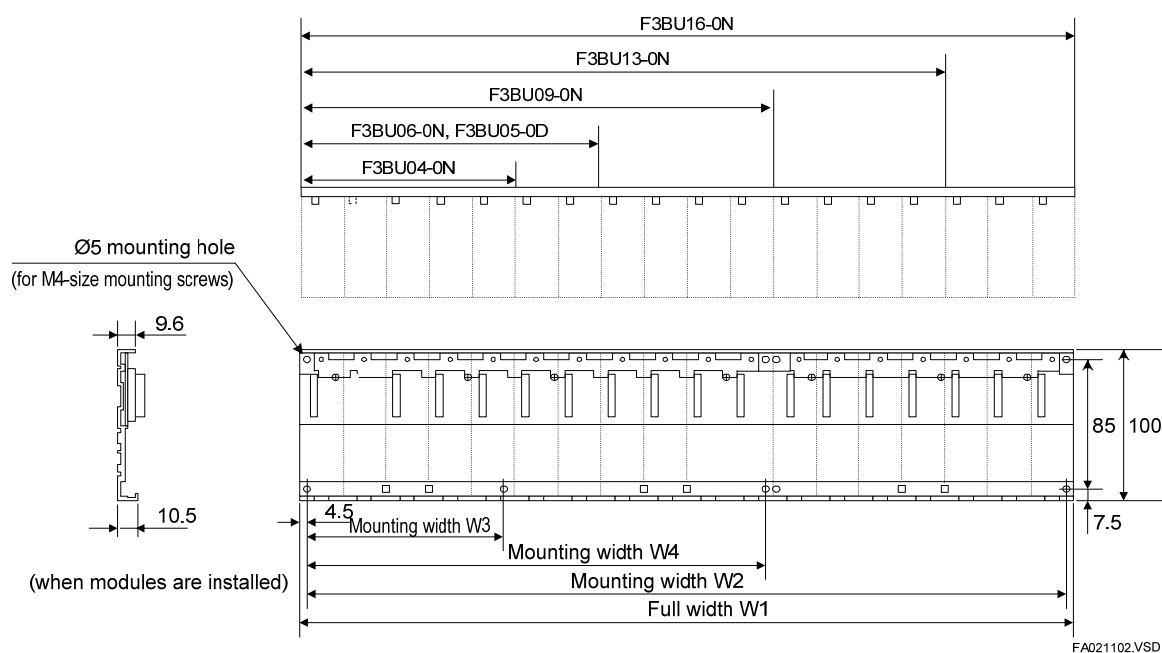 F3BU16-0N
F3BU13-0N
F3BU09-0N
F3BU06-0N, F3BU05-0D
F3BU04-0N
Ø5 mounting hole
(for M4-size mounting screws)
9.6
85
100
10.5
4.5
7.5
Mounting width W3
Mounting width W4
(when modules are installed)
Mounting width W2
Full width W1
FA021102.VSD